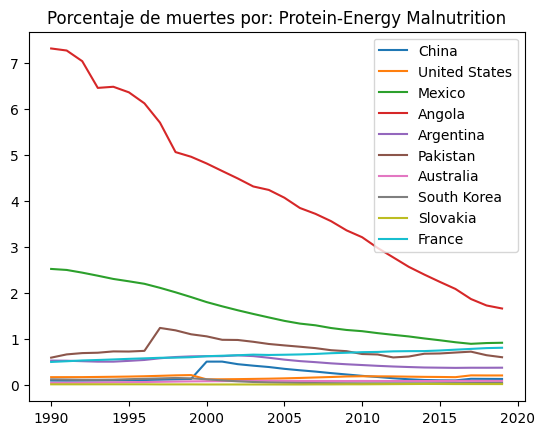 Porcentaje de muertes por: Protein-Energy Malnutrition
7
6
5
4
3
2
1
0
China
United States
Mexico
Angola
Argentina
Pakistan
Australia
South Korea
Slovakia
France
1990 1995 2000 2005 2010 2015 2020